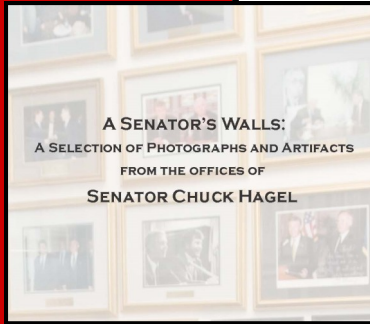 A SENATOR'S WALLS:
A SELECTION OF PHOTOGRAPHS AND ARTIFACTS
FROM THE OFFICES OF
SENATOR CHUCK HAGEL